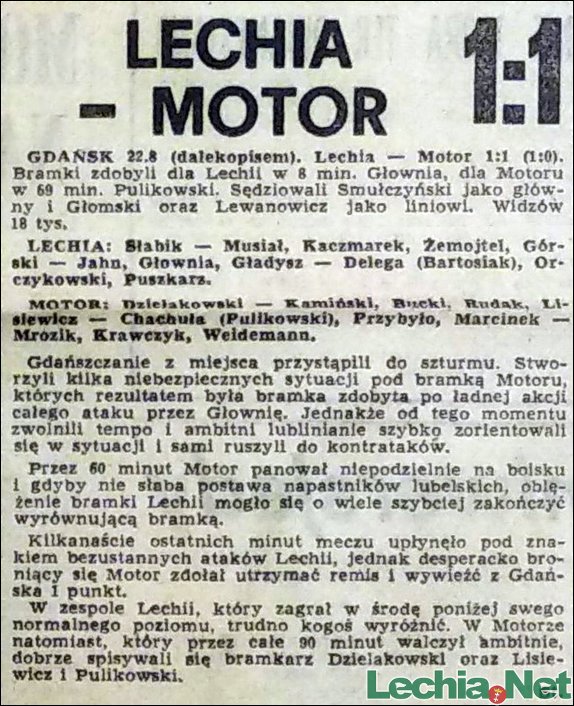 LECHIA
– MOTOR
1:1
GDAŃSK 22.8 (dalekopisem). Lechia — Motor 1:1 (1:0).
Bramki zdobyli dla Lechii w 8 min. Głownia, dla Motoru
w 69 min. Pulikowski. Sędziowali Smułczyński jako głów-
ny i Głomski oraz Lewanowicz jako liniowi. Widzów
18 tys.
LECHIA: Słabik — Musiał, Kaczmarek, Żemojtel, Gór-
ski — Jahn, Głownia, Gładysz — Delega (Bartosiak), Or-
czykowski, Puszkarz.
MOTOR: Dzielakowski — Kamiński, Bucki, Rudak, Li-
siewicz — Chachuła (Pulikowski), Przybyło, Marcinek —
Mrozik, Krawczyk, Weidemann.
Gdańszczanie z miejsca przystąpili do szturmu. Stwo-
rzyli kilka niebezpiecznych sytuacji pod bramką Motoru,
których rezultatem była bramka zdobyta po ładnej akcji
całego ataku przez Głownię. Jednakże od tego momentu
zwolnili tempo i ambitni lublinianie szybko zorientowali
się w sytuacji i sami ruszyli do kontrataków.
Przez 60 minut Motor panował niepodzielnie na boisku
i gdyby nie słaba postawa napastników lubelskich, oblę-
żenie bramki Lechii mogło się o wiele szybciej zakończyć
wyrównującą bramką.
Kilkanaście ostatnich minut meczu upłynęło pod zna-
kiem bezustannych ataków Lechii, jednak desperacko bro-
niący się Motor zdołał utrzymać remis i wywieźć z Gdań-
ska 1 punkt.
W zespole Lechii, który zagrał w środę poniżej swego
normalnego poziomu, trudno kogoś wyróżnić. W Motorze
natomiast, który przez całe 90 minut walczył ambitnie,
dobrze spisywali się bramkarz Dzielakowski oraz Lisie-
wicz i Pulikowski.
Lechia.Net